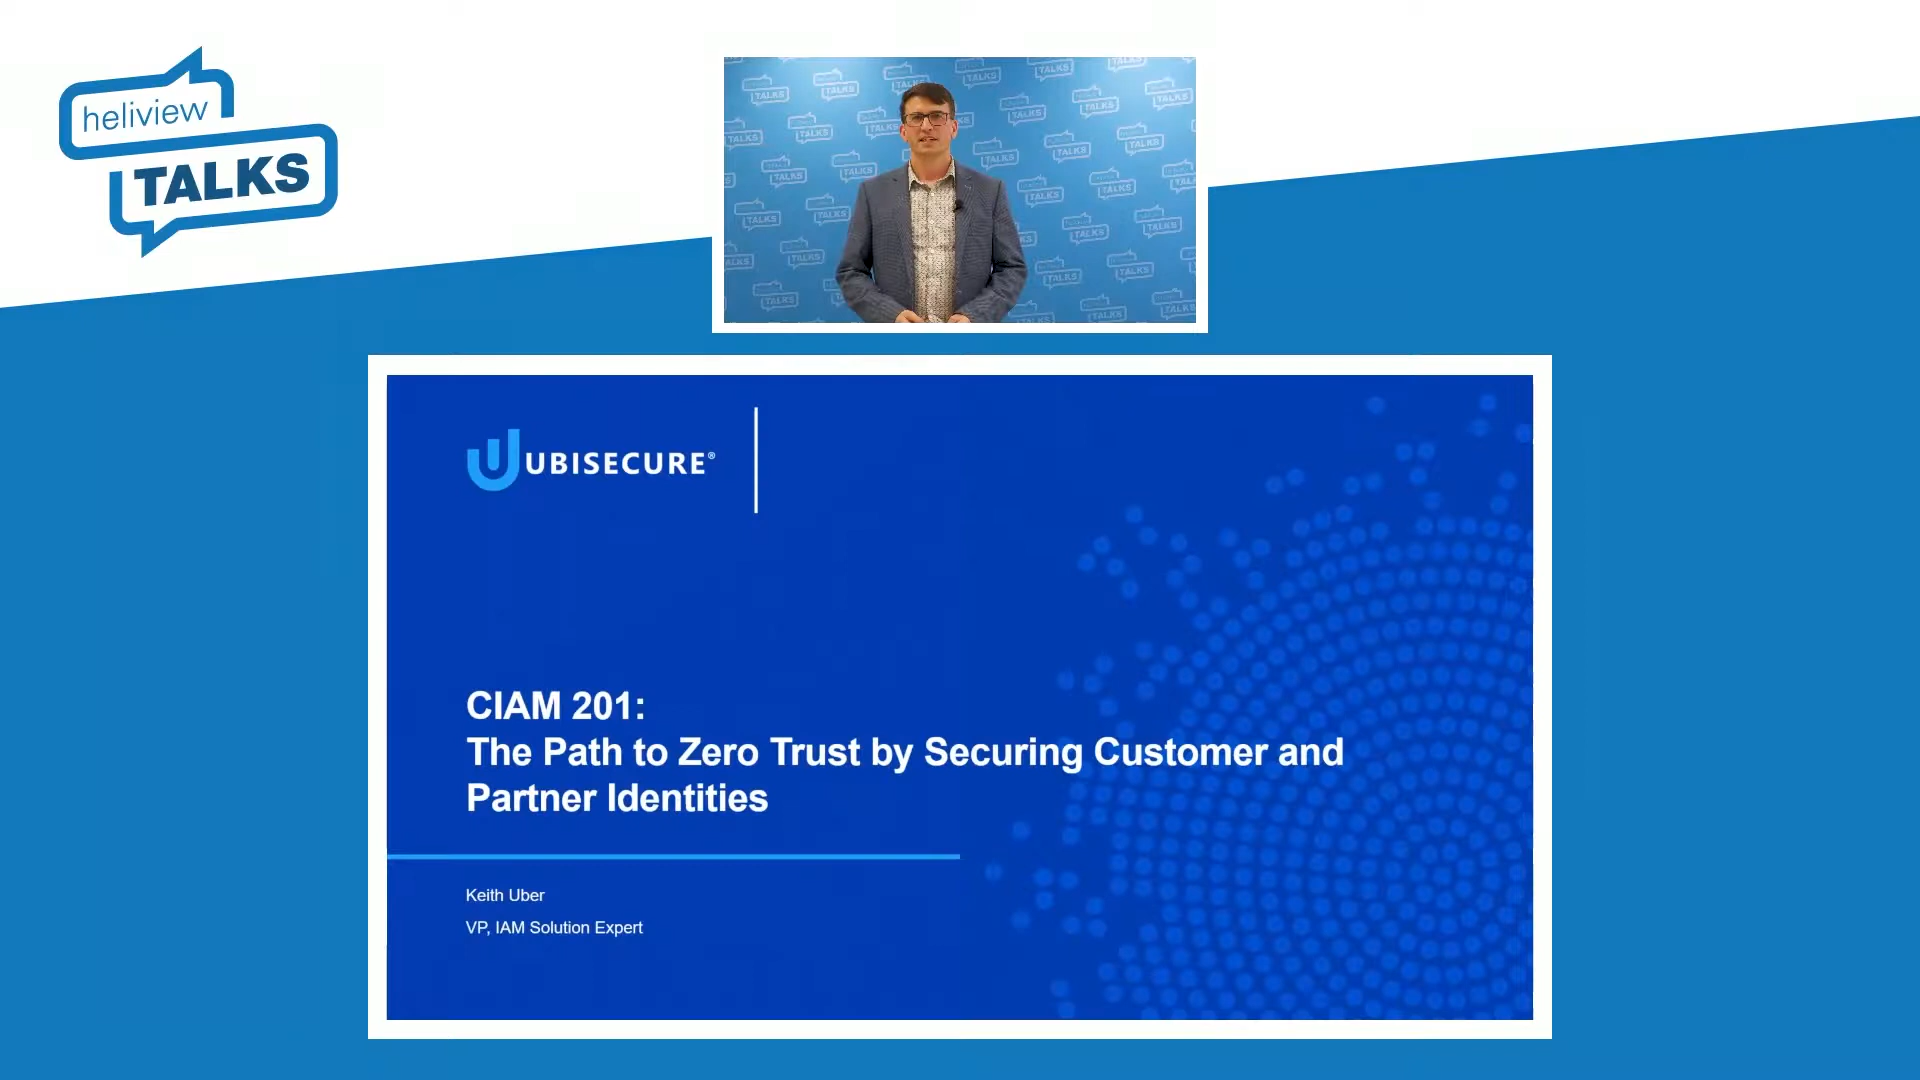 heliview
TALKS
UBISECURE®
CIAM 201:
The Path to Zero Trust by Securing Customer and
Partner Identities
Keith Uber
VP, IAM Solution Expert